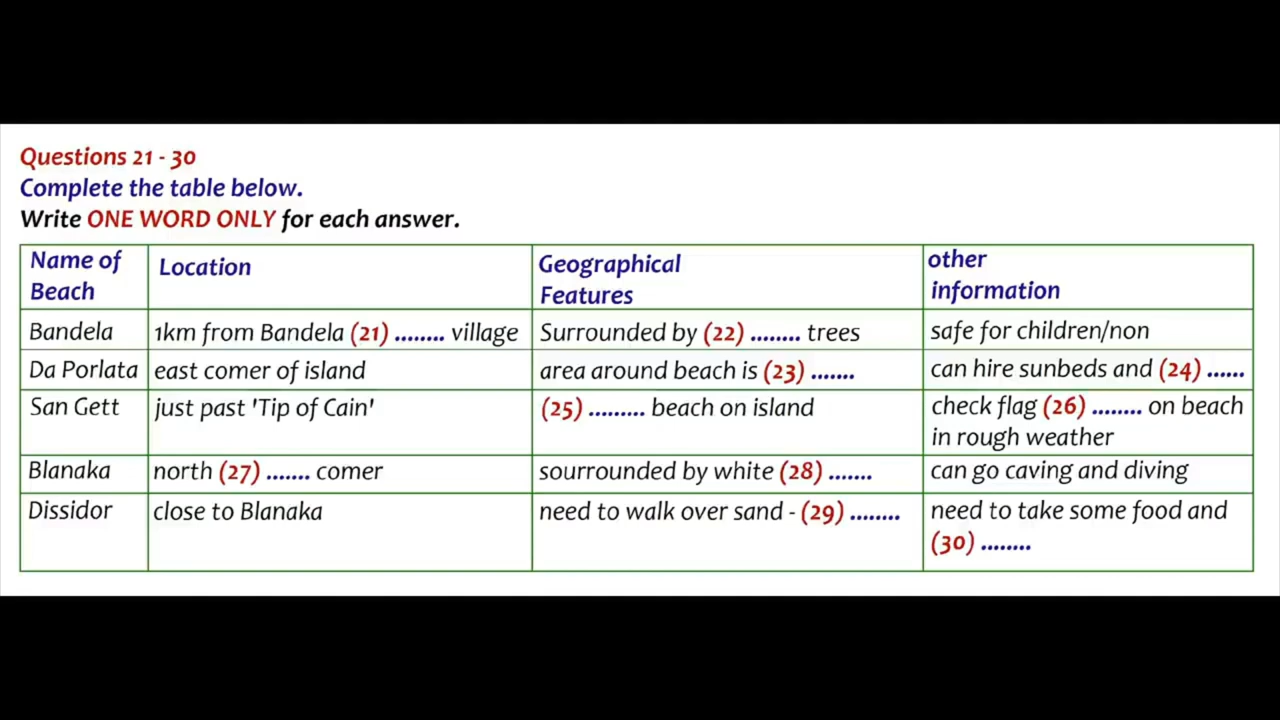 Questions 21 - 30
Complete the table below.
Write ONE WORD ONLY for each answer.
Name of Beach
Location
Geographical Features
other information
Bandela
1km from Bandela (21) ........ village
Surrounded by (22) ........ trees
safe for children/non
Da Porlata
east comer of island
area around beach is (23) .......
can hire sunbeds and (24) ......
San Gett
just past 'Tip of Cain'
(25) ......... beach on island
check flag (26) ........ on beach
in rough weather
Blanaka
north (27) ....... comer
sourrounded by white (28) .......
can go caving and diving
Dissidor
close to Blanaka
need to walk over sand - (29) ........
need to take some food and
(30) ........